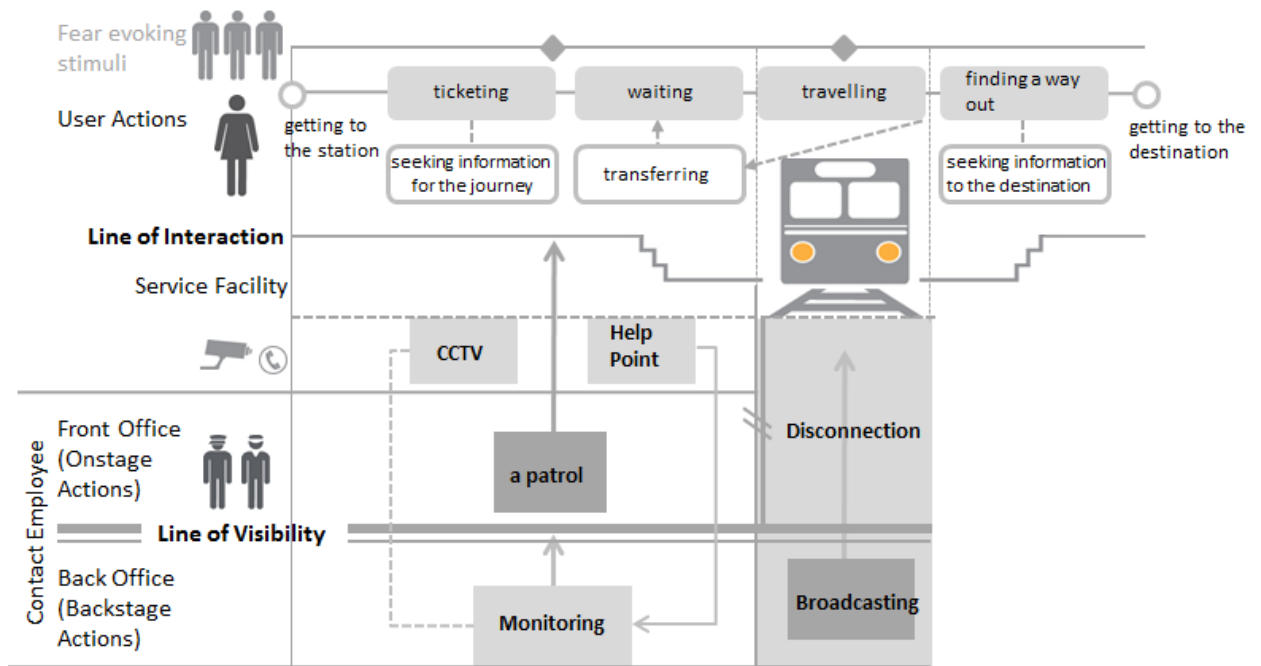 Fear evoking
stimuli
User Actions
getting to
the station
ticketing
waiting
travelling
finding a way
out
getting to the
destination
seeking information
for the journey
transferring
seeking information
to the destination
Line of Interaction
Service Facility
CCTV
Help
Point
Contact Employee
Front Office
(Onstage
Actions)
a patrol
Disconnection
Line of Visibility
Back Office
(Backstage
Actions)
Monitoring
Broadcasting